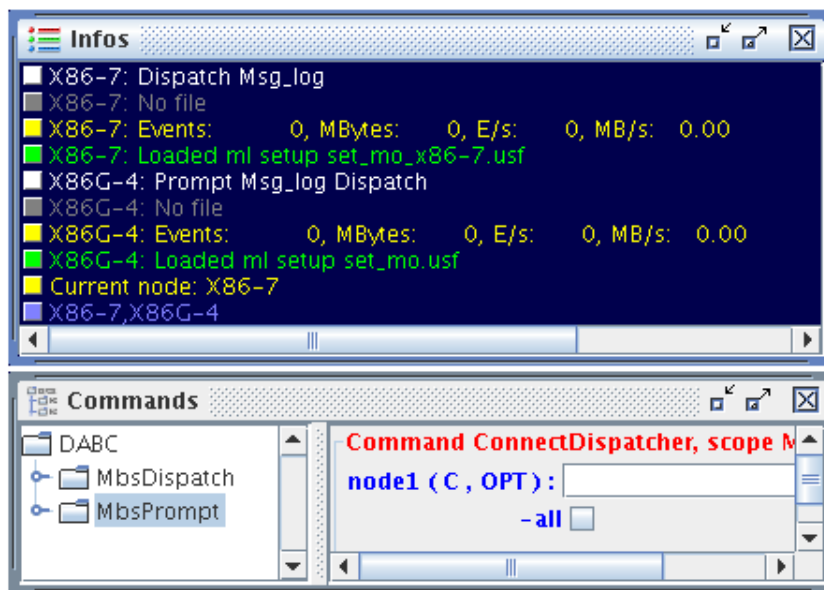 Infos
X86-7: Dispatch Msg_log
X86-7: No file
X86-7: Events: 0, MBytes: 0, E/s: 0, MB/s: 0.00
X86-7: Loaded ml setup set_mo_x86-7.usf
X86G-4: Prompt Msg_log Dispatch
X86G-4: No file
X86G-4: Events: 0, MBytes: 0, E/s: 0, MB/s: 0.00
X86G-4: Loaded ml setup set_mo.usf
Current node: X86-7
X86-7,X86G-4
Commands
DABC
MbsDispatch
MbsPrompt
Command ConnectDispatcher, scope
node1 ( C , OPT ) :
-all